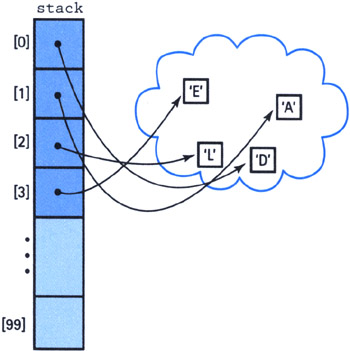 stack
[0]
[1]
[2]
[3]
[99]
'E'
'A'
'L'
'D'